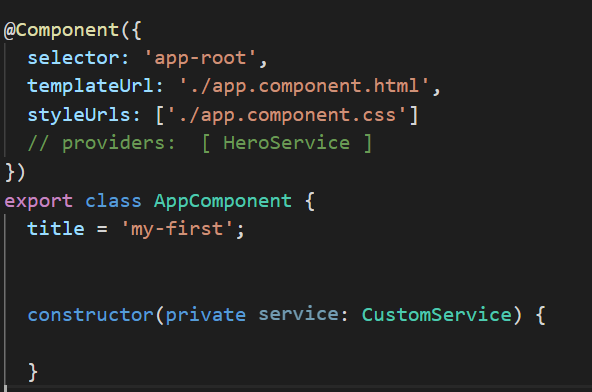 @Component({
  selector: 'app-root',
  templateUrl: './app.component.html',
  styleUrls: ['./app.component.css']
  // providers:  [ HeroService ]
})
export class AppComponent {
  title = 'my-first';
  constructor(private service: CustomService) {
  }